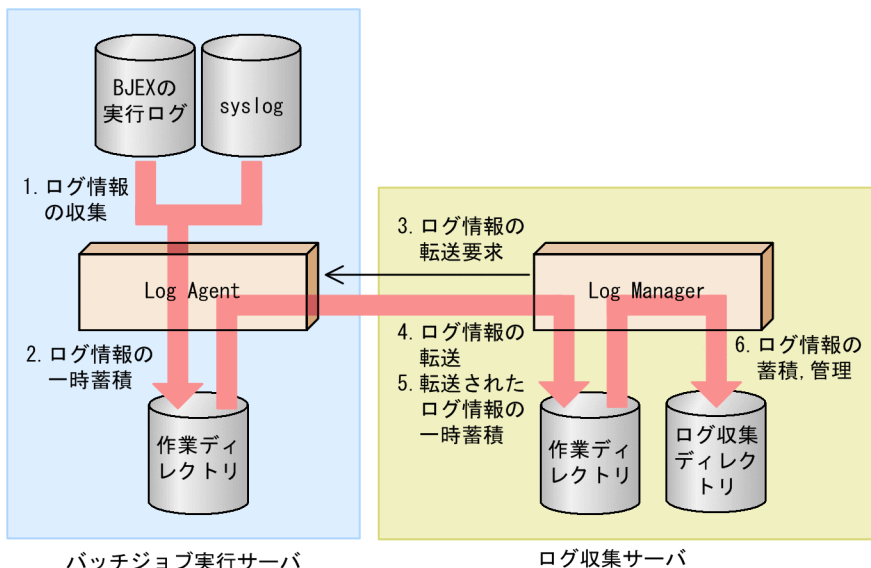 BJEXの
実行ログ
syslog
1. ログ情報
の収集
3. ログ情報の
転送要求
Log Agent
Log Manager
2. ログ情報の
一時蓄積
4. ログ情報の
転送
5. 転送された
ログ情報の
一時蓄積
6. ログ情報の
蓄積,管理
作業ディ
レクトリ
作業ディ
レクトリ
ログ収集
ディレク
トリ
バッチジョブ実行サーバ
ログ収集サーバ